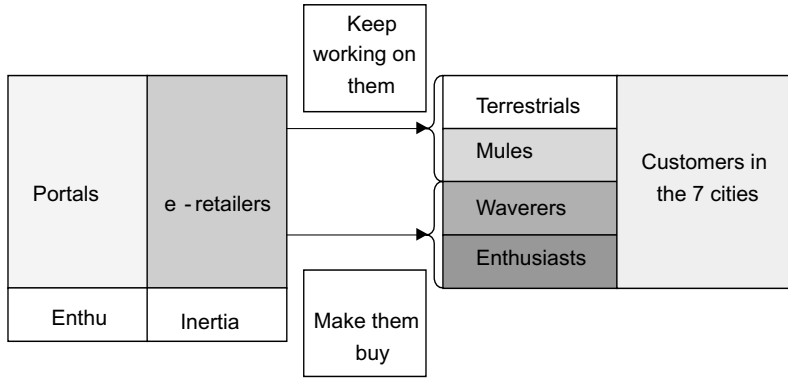 Keep
working on
them
Portals
e - retailers
Enthu
Inertia
Make them
buy
Terrestrials
Mules
Waverers
Enthusiasts
Customers in
the 7 cities